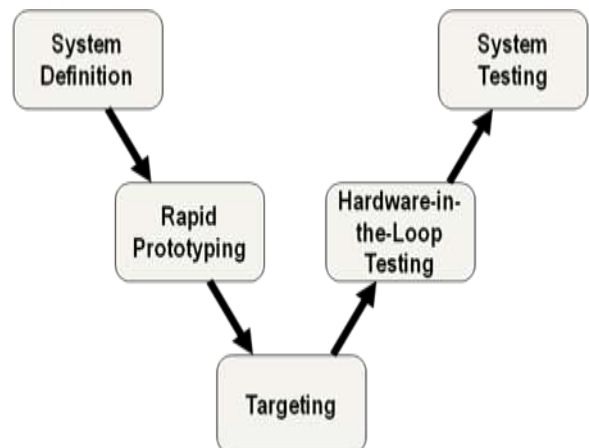 System
Definition
Rapid
Prototyping
Targeting
Hardware-in-
the-Loop
Testing
System
Testing